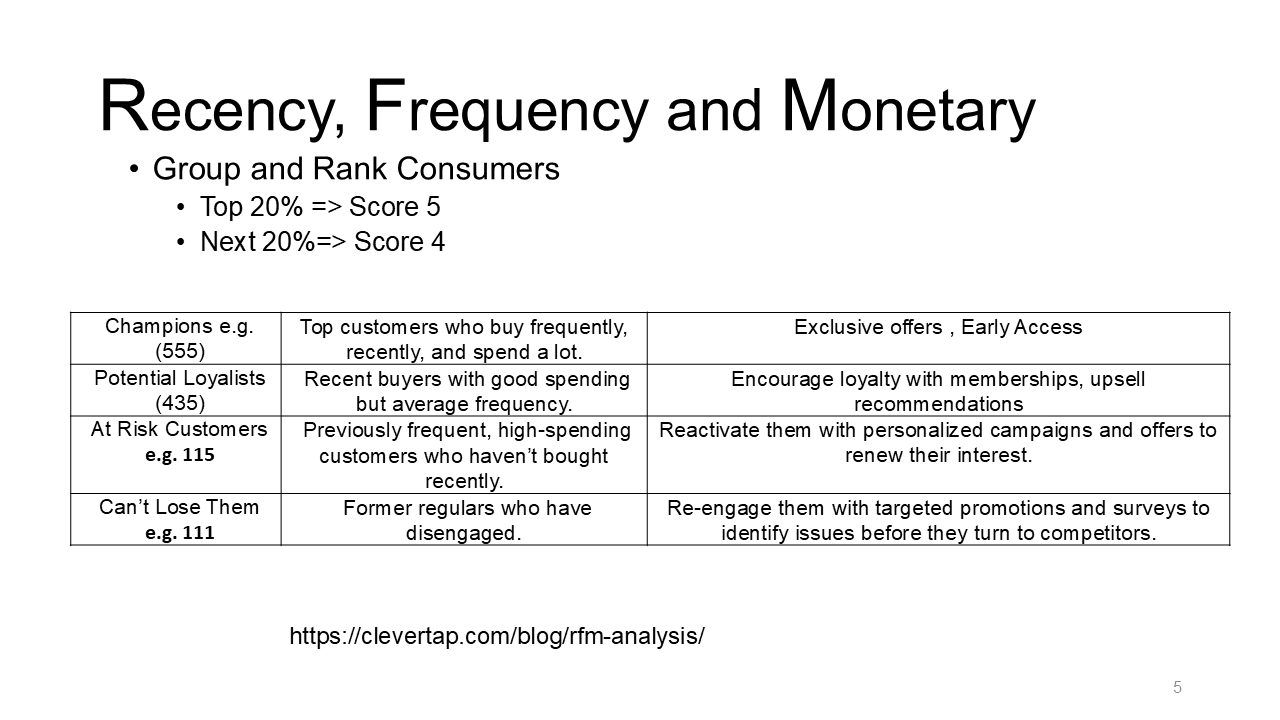 Recency, Frequency and Monetary
• Group and Rank Consumers
• Top 20% => Score 5
• Next 20%=> Score 4
Champions e.g.
(555)
Top customers who buy frequently,
recently, and spend a lot.
Exclusive offers , Early Access
Potential Loyalists
(435)
Recent buyers with good spending
but average frequency.
Encourage loyalty with memberships, upsell
recommendations
At Risk Customers
e.g. 115
Previously frequent, high-spending
customers who haven’t bought
recently.
Reactivate them with personalized campaigns and offers to
renew their interest.
Can’t Lose Them
e.g. 111
Former regulars who have
disengaged.
Re-engage them with targeted promotions and surveys to
identify issues before they turn to competitors.
https://clevertap.com/blog/rfm-analysis/
5